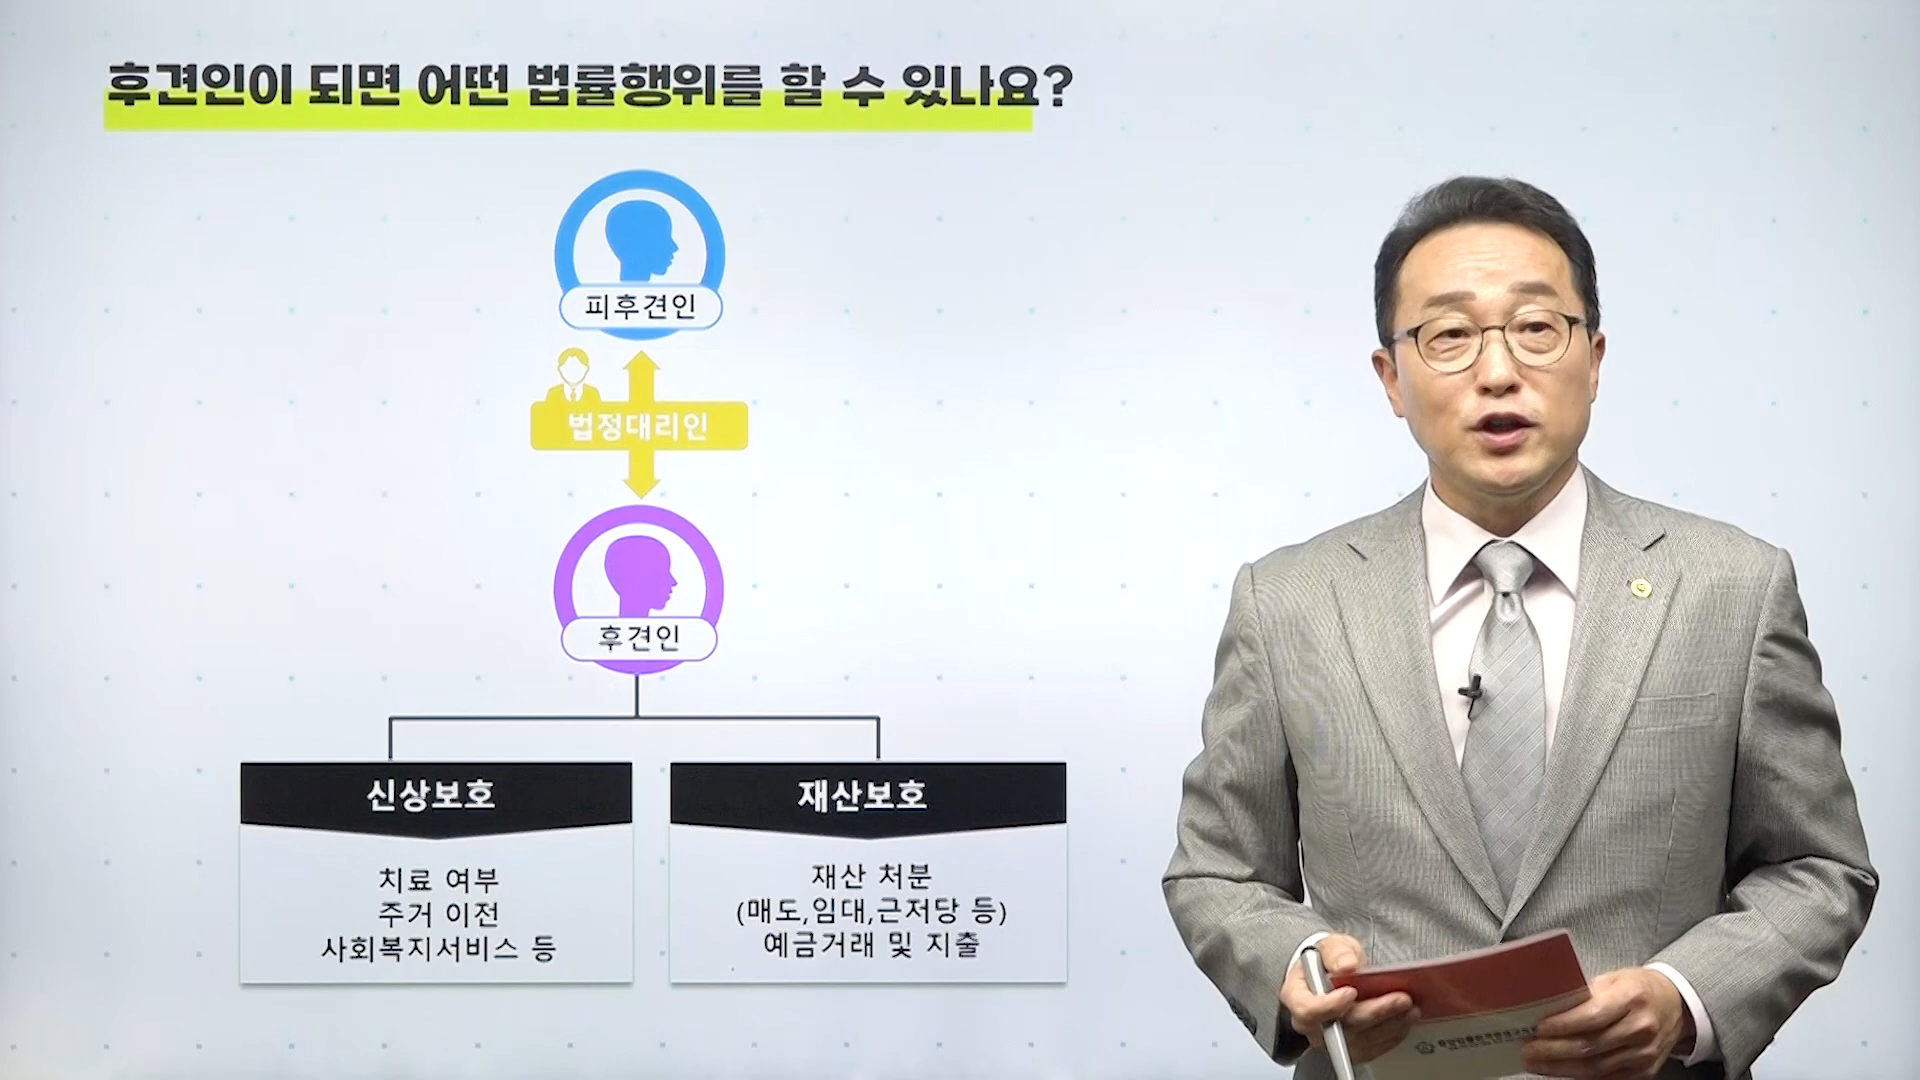 후견인이 되면 어떤 법률행위를 할 수 있나요?
피후견인
법정대리인
후견인
신상보호
치료 여부
주거 이전
사회복지서비스 등
재산보호
재산 처분
(매도,임대,근저당 등)
예금거래 및 지출